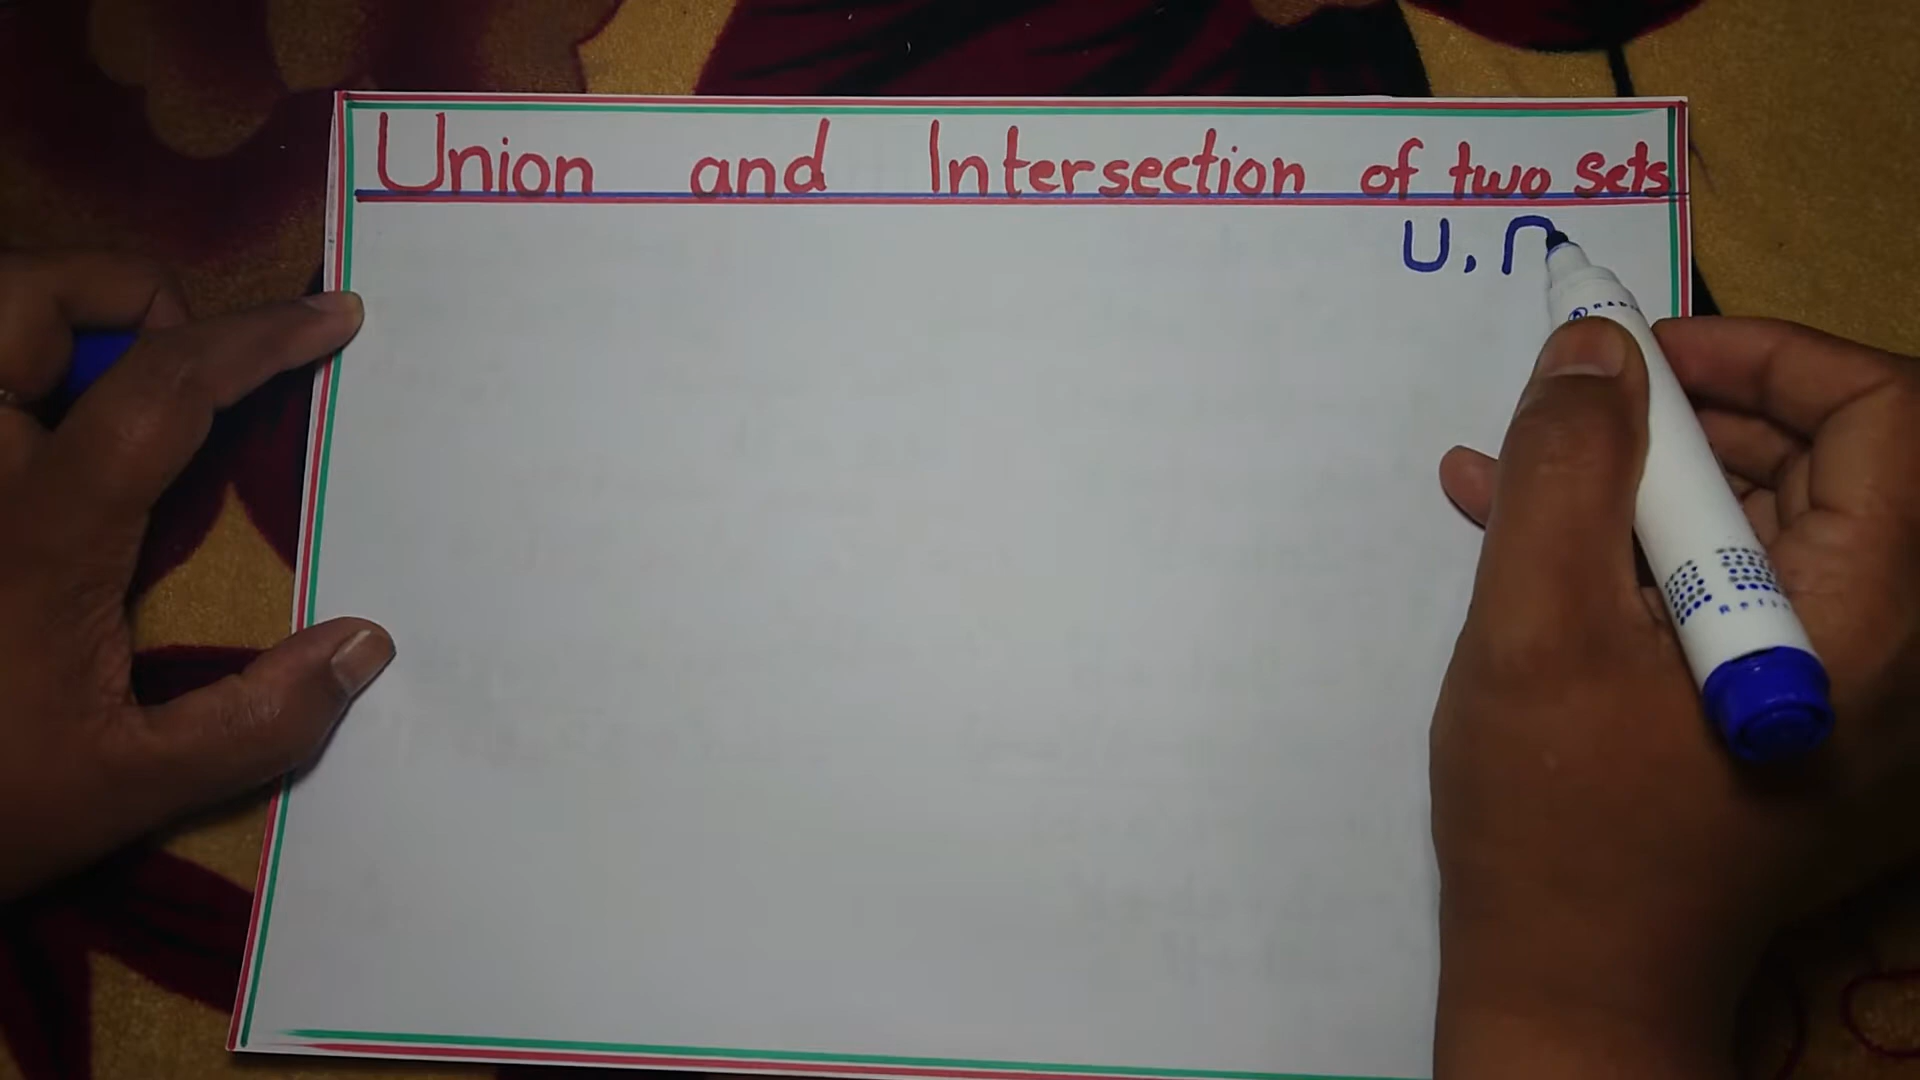 Union and Intersection of two sets
∪, ∩